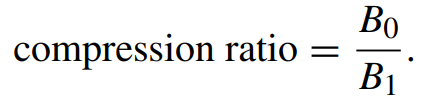 compression ratio = B₀ / B₁.